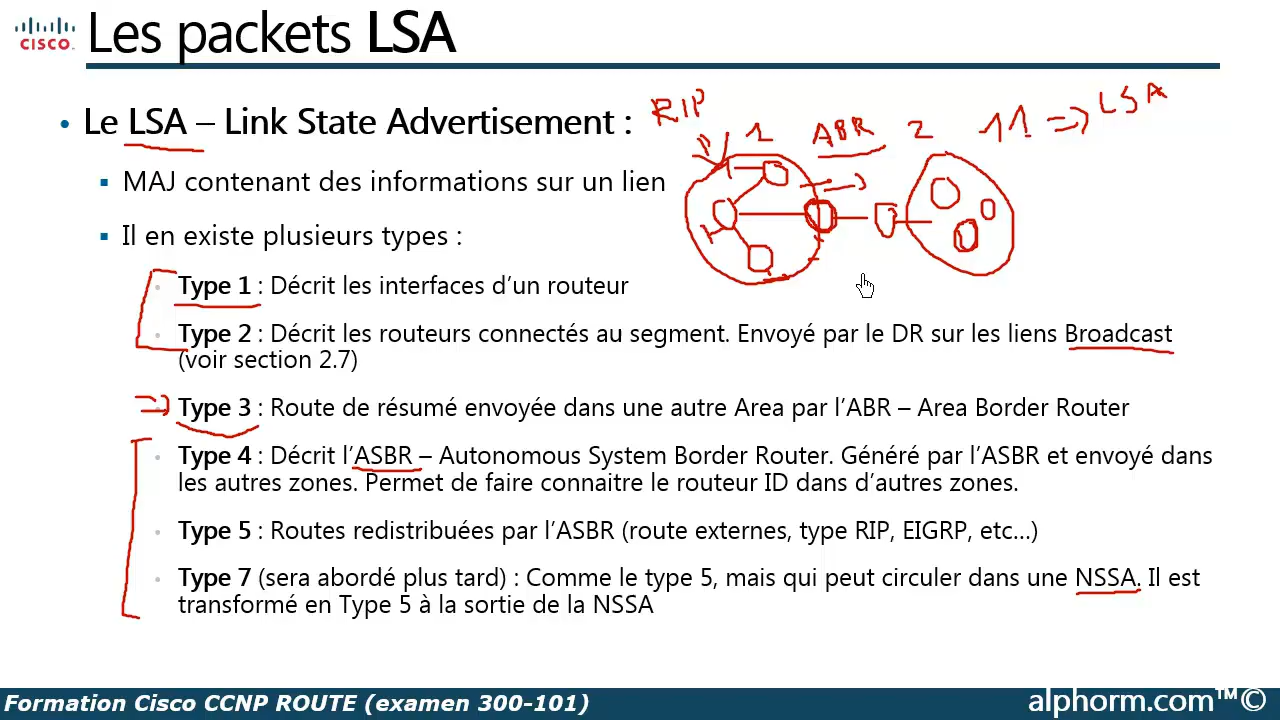 CISCO
Les packets LSA
Le LSA – Link State Advertisement :
RIP
1
ABR
2
11 => LSA
MAJ contenant des informations sur un lien
Il en existe plusieurs types :
Type 1 : Décrit les interfaces d’un routeur
Type 2 : Décrit les routeurs connectés au segment. Envoyé par le DR sur les liens Broadcast
(voir section 2.7)
Type 3 : Route de résumé envoyée dans une autre Area par l’ABR – Area Border Router
Type 4 : Décrit l’ASBR – Autonomous System Border Router. Généré par l’ASBR et envoyé dans
les autres zones. Permet de faire connaitre le routeur ID dans d’autres zones.
Type 5 : Routes redistribuées par l’ASBR (route externes, type RIP, EIGRP, etc…)
Type 7 (sera abordé plus tard) : Comme le type 5, mais qui peut circuler dans une NSSA. Il est
transformé en Type 5 à la sortie de la NSSA
Formation Cisco CCNP ROUTE (examen 300-101)
alphorm.com™©